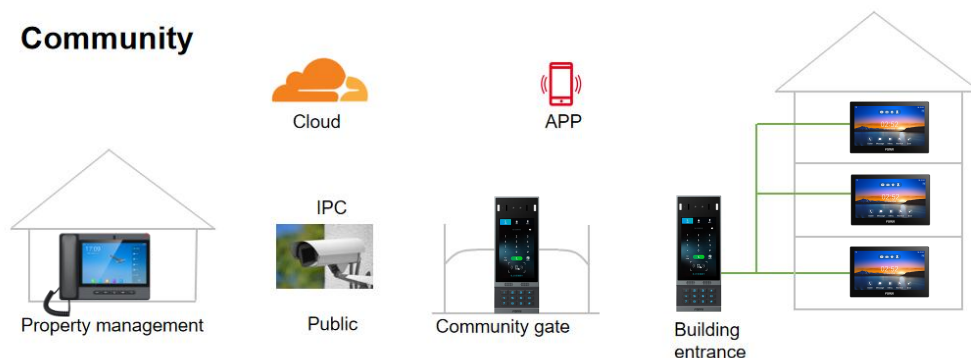 Community
Cloud
APP
IPC
Property management
Public
Community gate
Building
entrance